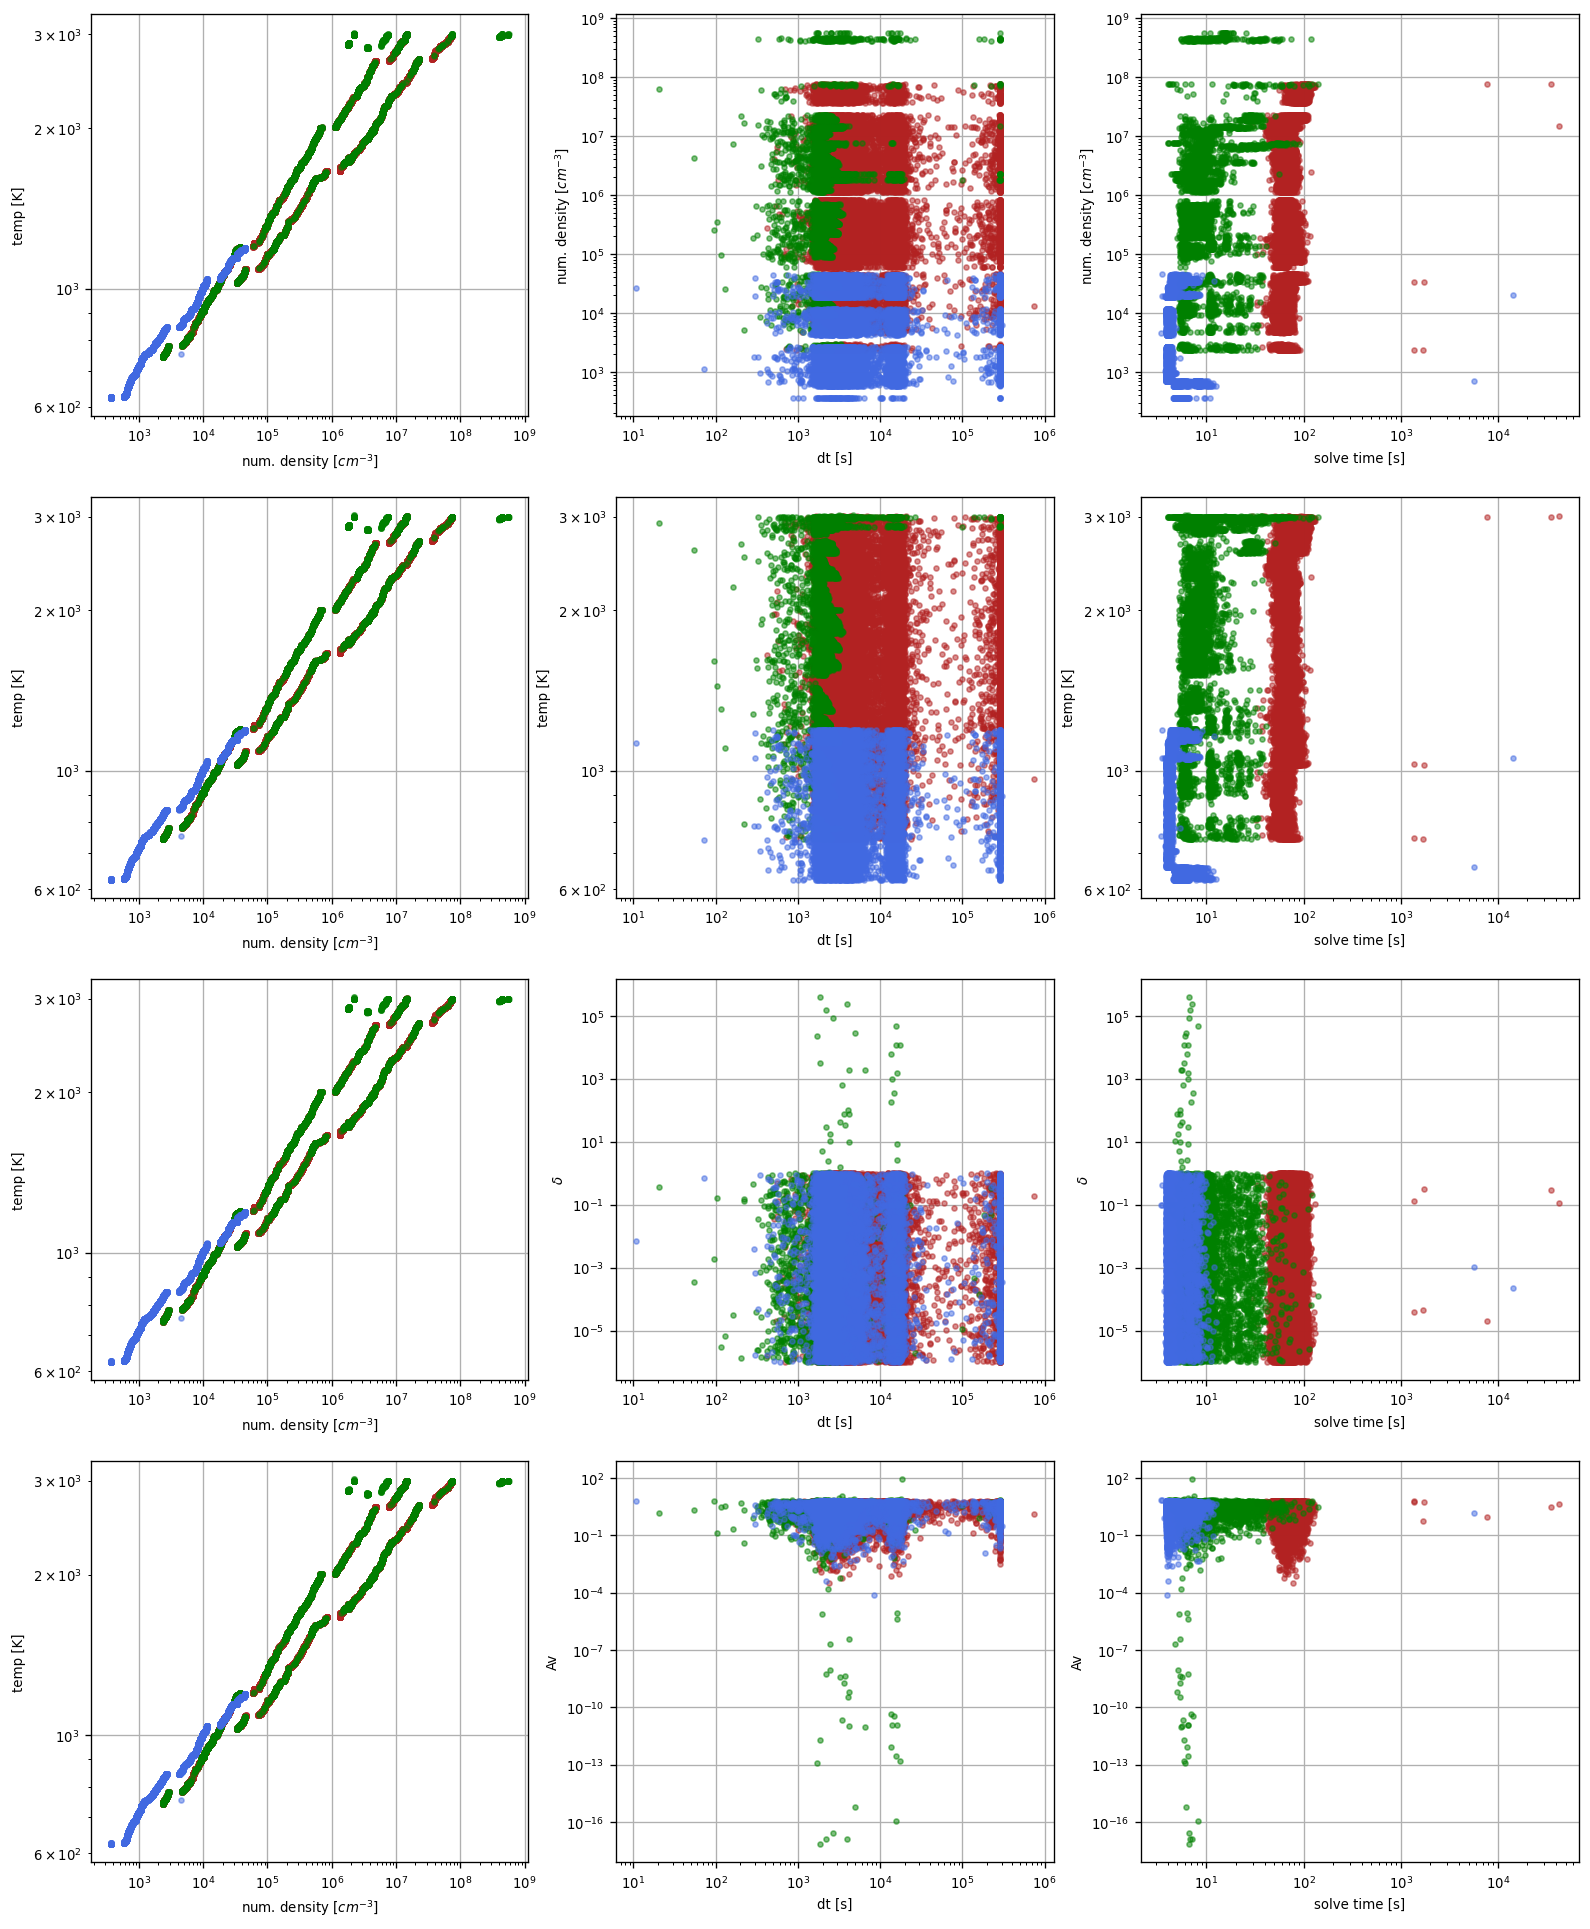 3 × 10³
2 × 10³
10³
6 × 10²
temp [K]
10³ 10⁴ 10⁵ 10⁶ 10⁷ 10⁸ 10⁹
num. density [cm⁻³]
10⁹
10⁸
10⁷
10⁶
10⁵
10⁴
10³
num. density [cm⁻³]
10¹ 10² 10³ 10⁴ 10⁵ 10⁶
dt [s]
10⁹
10⁸
10⁷
10⁶
10⁵
10⁴
10³
num. density [cm⁻³]
10¹ 10² 10³ 10⁴
solve time [s]
3 × 10³
2 × 10³
10³
6 × 10²
temp [K]
10³ 10⁴ 10⁵ 10⁶ 10⁷ 10⁸ 10⁹
num. density [cm⁻³]
3 × 10³
2 × 10³
10³
6 × 10²
temp [K]
10¹ 10² 10³ 10⁴ 10⁵ 10⁶
dt [s]
3 × 10³
2 × 10³
10³
6 × 10²
temp [K]
10¹ 10² 10³ 10⁴
solve time [s]
3 × 10³
2 × 10³
10³
6 × 10²
temp [K]
10³ 10⁴ 10⁵ 10⁶ 10⁷ 10⁸ 10⁹
num. density [cm⁻³]
10⁵
10³
10¹
10⁻¹
10⁻³
10⁻⁵
δ
10¹ 10² 10³ 10⁴ 10⁵ 10⁶
dt [s]
10⁵
10³
10¹
10⁻¹
10⁻³
10⁻⁵
δ
10¹ 10² 10³ 10⁴
solve time [s]
3 × 10³
2 × 10³
10³
6 × 10²
temp [K]
10³ 10⁴ 10⁵ 10⁶ 10⁷ 10⁸ 10⁹
num. density [cm⁻³]
10²
10⁻¹
10⁻⁴
10⁻⁷
10⁻¹⁰
10⁻¹³
10⁻¹⁶
Av
10¹ 10² 10³ 10⁴ 10⁵ 10⁶
dt [s]
10²
10⁻¹
10⁻⁴
10⁻⁷
10⁻¹⁰
10⁻¹³
10⁻¹⁶
Av
10¹ 10² 10³ 10⁴
solve time [s]